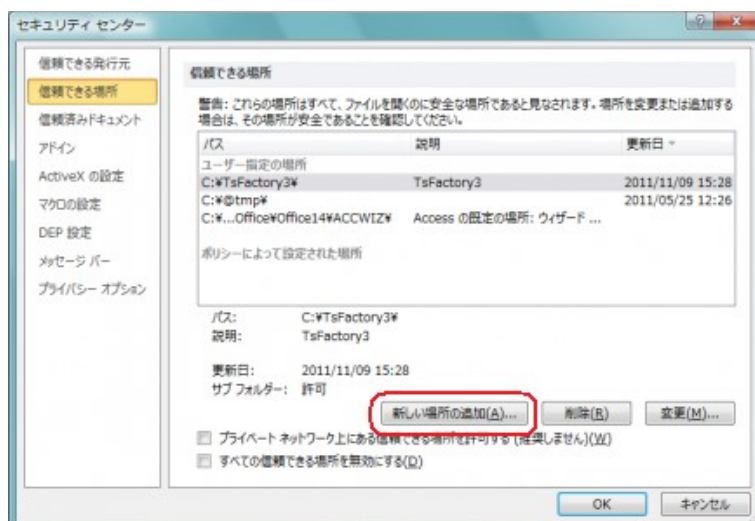 セキュリティ センター
信頼できる発行元
信頼できる場所
信頼済みドキュメント
アドイン
ActiveX の設定
マクロの設定
DEP 設定
メッセージ バー
プライバシー オプション
信頼できる場所
警告: これらの場所はすべて、ファイルを開くのに安全な場所であると見なされます。場所を変更または追加する
場合は、その場所が安全であることを確認してください。
パス 説明 更新日
ユーザー指定の場所
C:¥TsFactory3¥ TsFactory3 2011/11/09 15:28
C:¥@tmp¥ 2011/05/25 12:26
C:¥...Office¥Office14¥ACCWIZ¥ Access の既定の場所: ウィザード ...
ポリシーによって設定された場所
パス: C:¥TsFactory3¥
説明: TsFactory3
更新日: 2011/11/09 15:28
サブ フォルダー: 許可
新しい場所の追加(A)... 削除(R) 変更(M)...
プライベート ネットワーク上にある信頼できる場所を許可する (推奨しません)(W)
すべての信頼できる場所を無効にする(D)
OK キャンセル